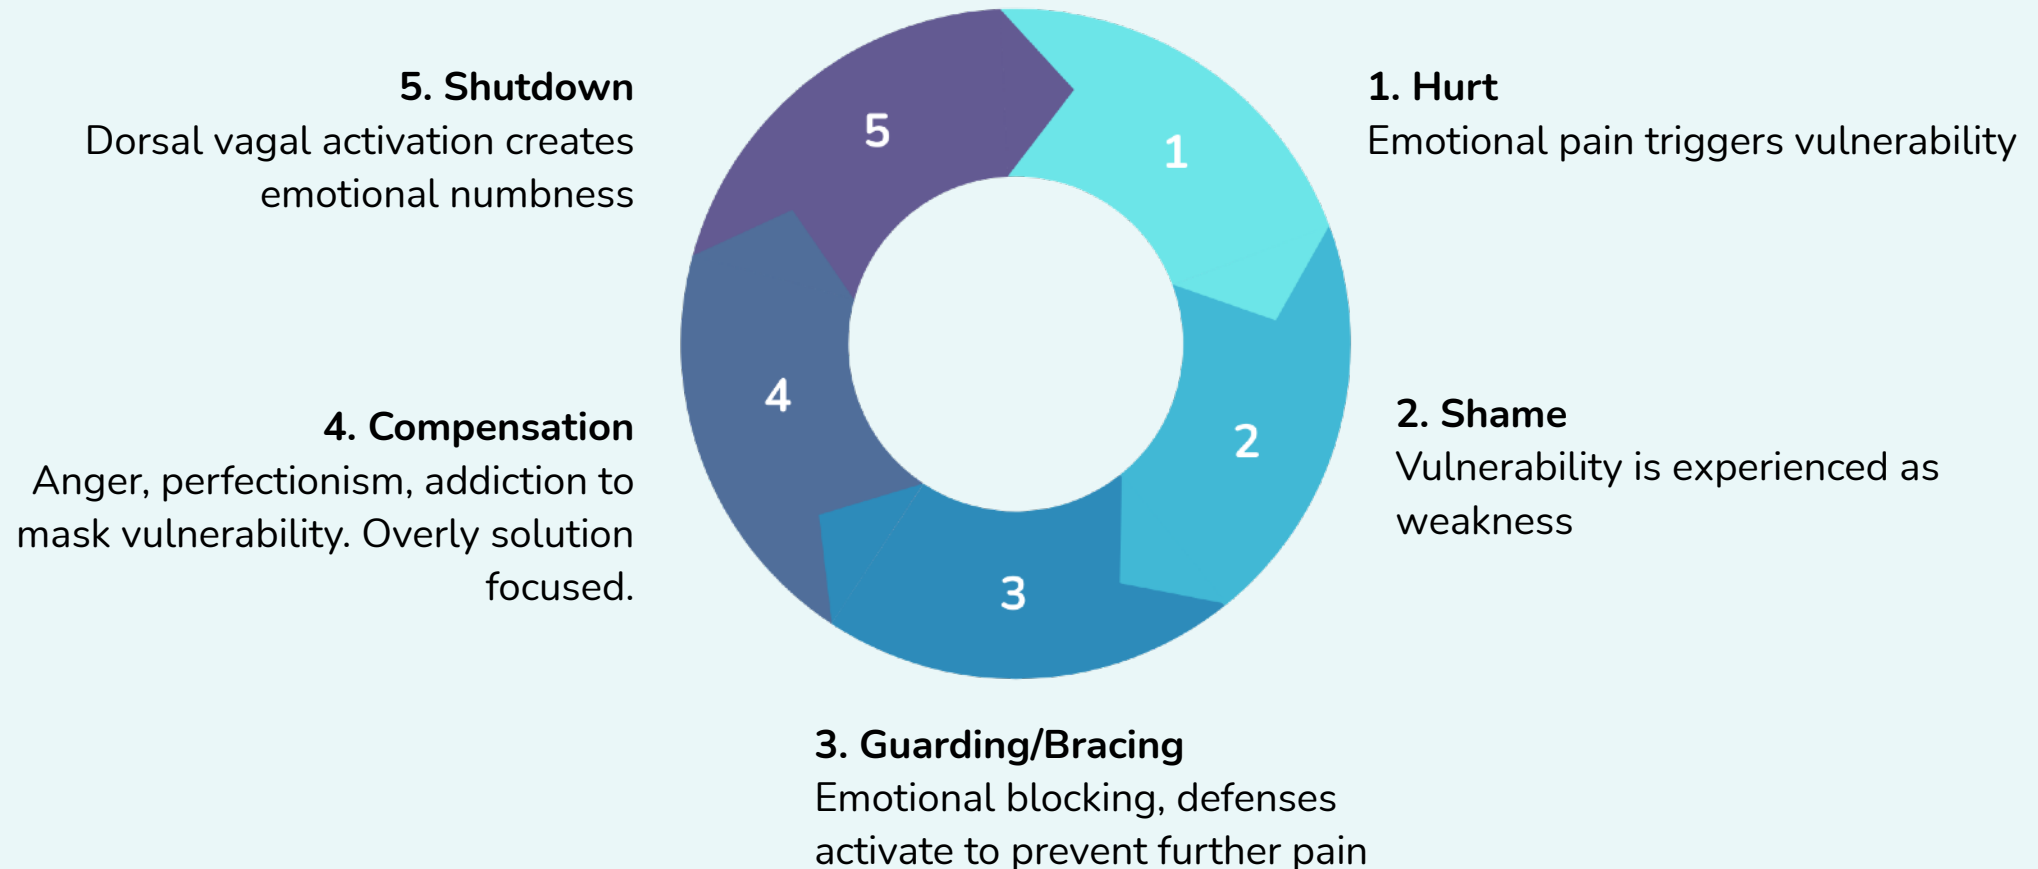 1. Hurt
Emotional pain triggers vulnerability
2. Shame
Vulnerability is experienced as
weakness
3. Guarding/Bracing
Emotional blocking, defenses
activate to prevent further pain
4. Compensation
Anger, perfectionism, addiction to
mask vulnerability. Overly solution
focused.
5. Shutdown
Dorsal vagal activation creates
emotional numbness
1
2
3
4
5